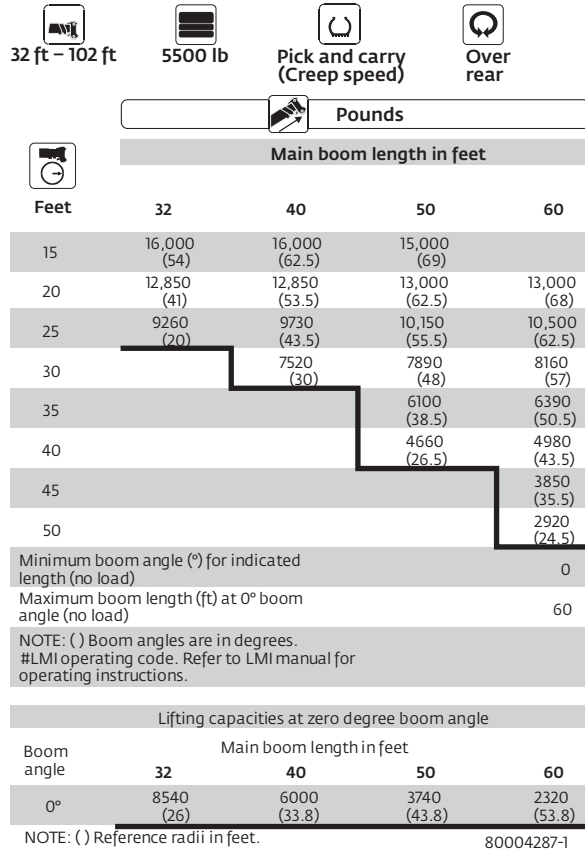 32 ft – 102 ft 5500 lb Pick and carry (Creep speed) Over rear
Pounds
Main boom length in feet
Feet 32 40 50 60
15 16,000 (54) 16,000 (62.5) 15,000 (69)
20 12,850 (41) 12,850 (53.5) 13,000 (62.5) 13,000 (68)
25 9260 (20) 9730 (43.5) 10,150 (55.5) 10,500 (62.5)
30 7520 (30) 7890 (48) 8160 (57)
35 6100 (38.5) 6390 (50.5)
40 4660 (26.5) 4980 (43.5)
45 3850 (35.5)
50 2920 (24.5)
Minimum boom angle (º) for indicated
length (no load) 0
Maximum boom length (ft) at 0º boom
angle (no load) 60
NOTE: ( ) Boom angles are in degrees.
#LMI operating code. Refer to LMI manual for
operating instructions.
Lifting capacities at zero degree boom angle
Boom angle Main boom length in feet
32 40 50 60
0º 8540 (26) 6000 (33.8) 3740 (43.8) 2320 (53.8)
NOTE: ( ) Reference radii in feet. 80004287-1